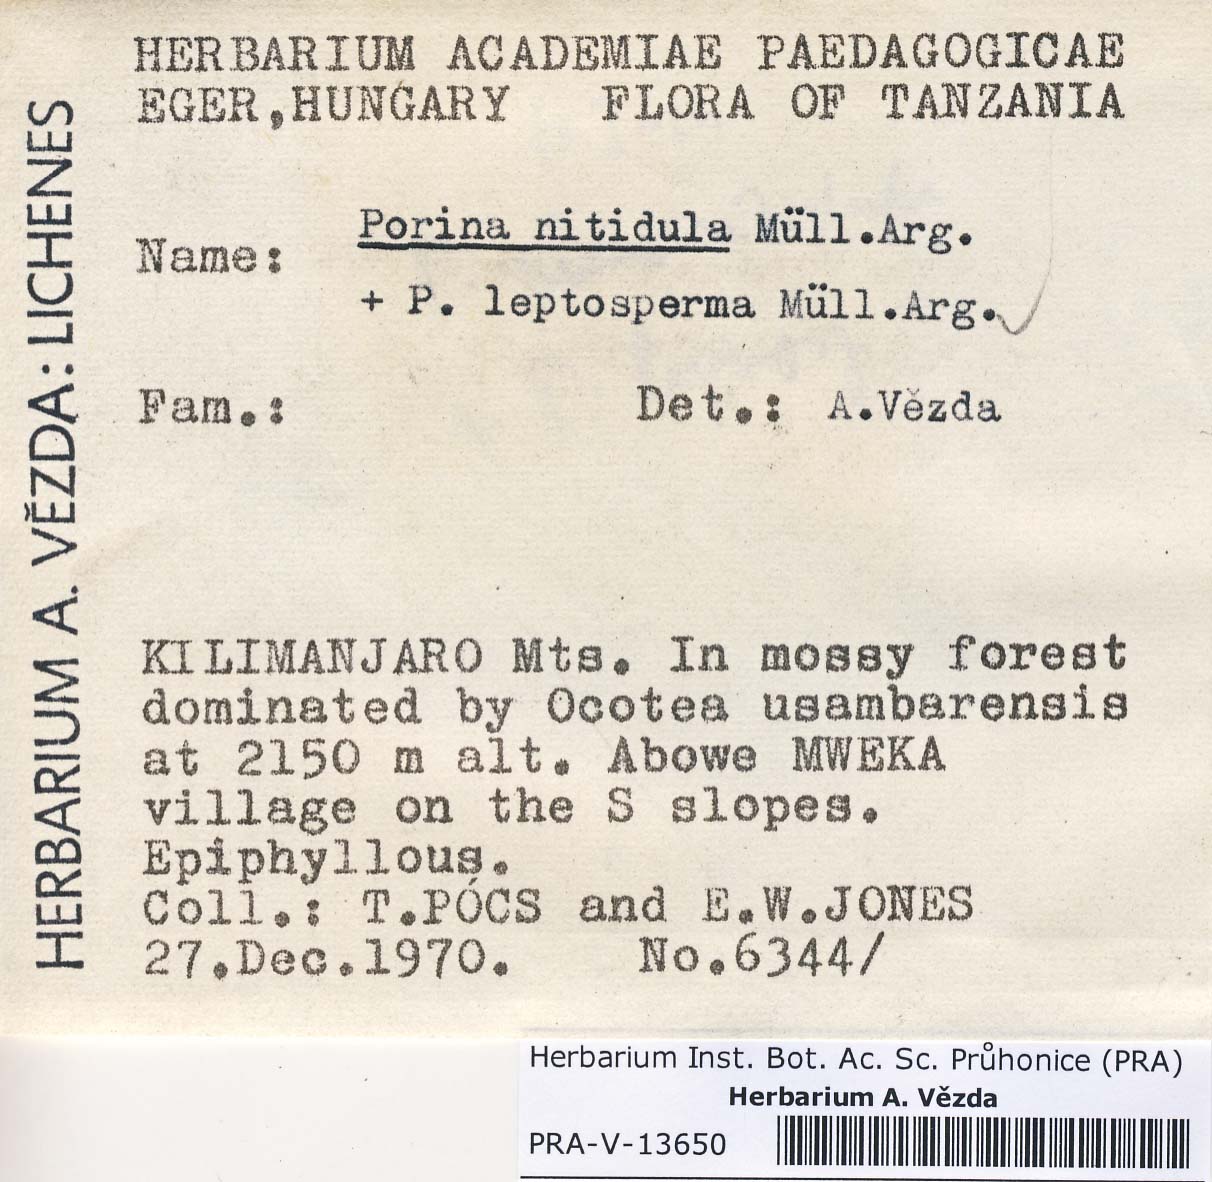 HERBARIUM ACADEMIAE PAEDAGOGICAE
EGER,HUNGARY FLORA OF TANZANIA
HERBARIUM A. VĚZDA: LICHENES
Name: Porina nitidula Müll.Arg.
+ P. leptosperma Müll.Arg.
Fam.: Det.: A.Vězda
KILIMANJARO Mts. In mossy forest
dominated by Ocotea usambarensis
at 2150 m alt. Abowe MWEKA
village on the S slopes.
Epiphyllous.
Coll.: T.PÓCS and E.W.JONES
27.Dec.1970. No.6344/
Herbarium Inst. Bot. Ac. Sc. Průhonice (PRA)
Herbarium A. Vězda
PRA-V-13650